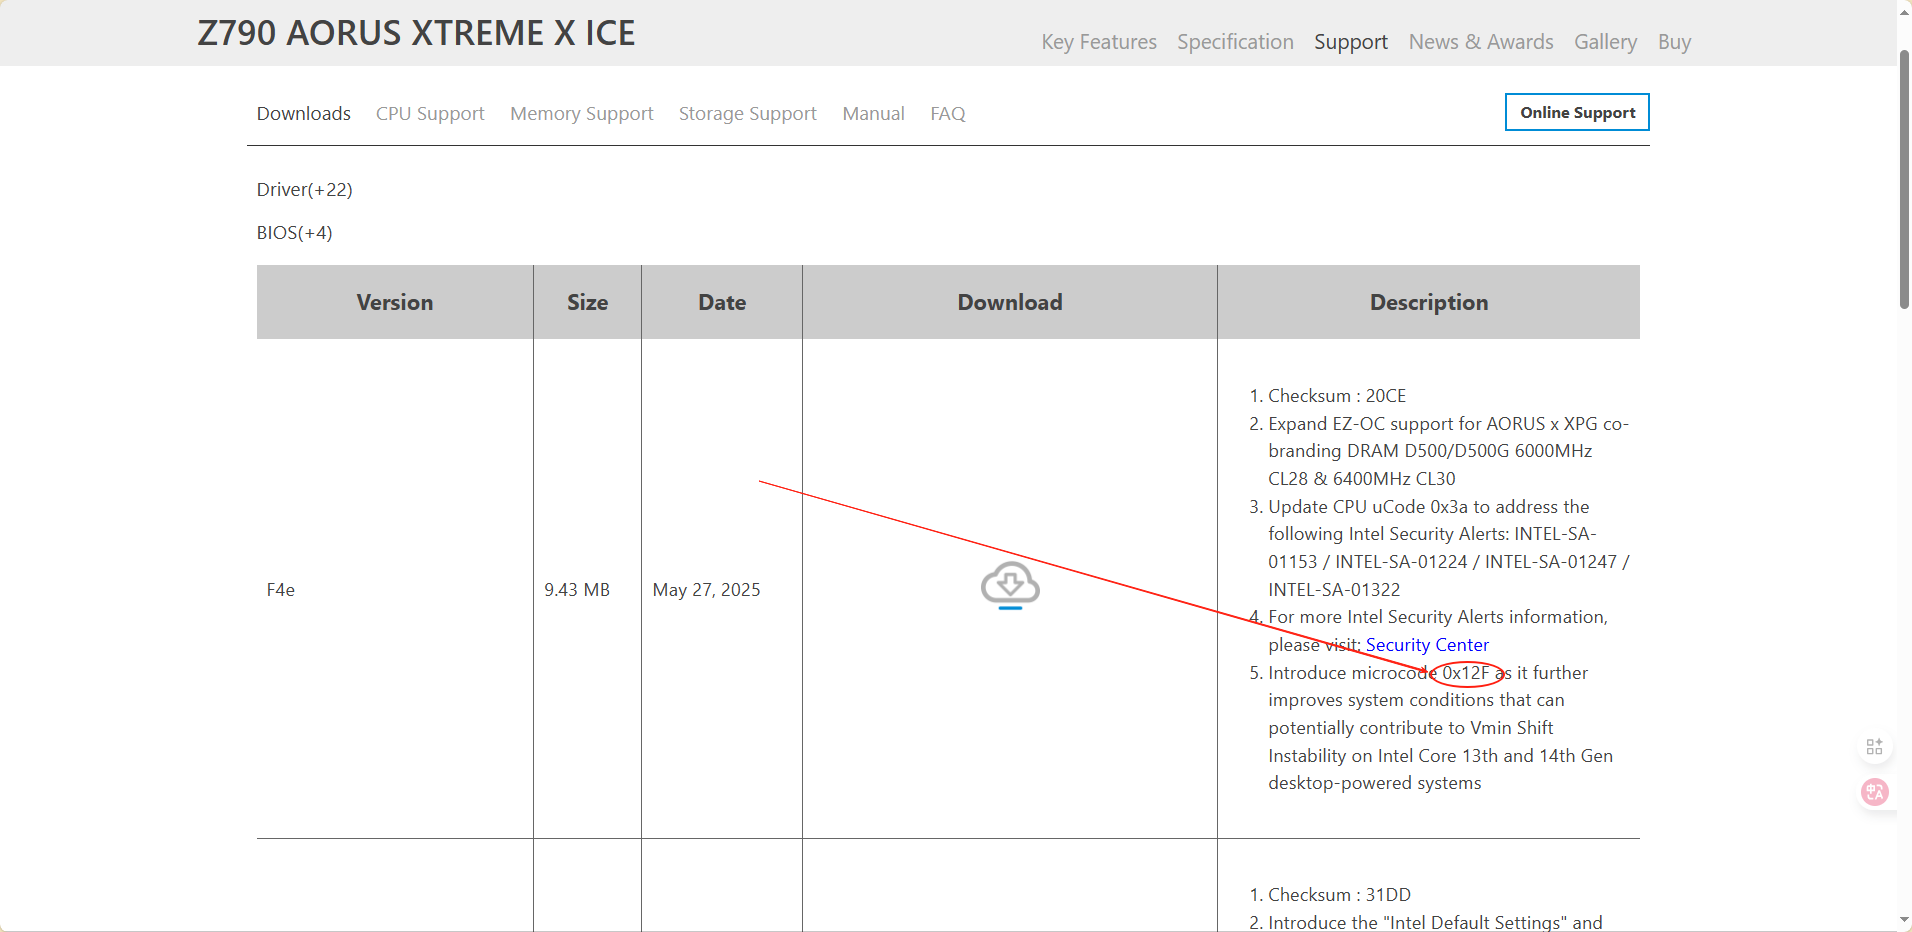 Z790 AORUS XTREME X ICE
Key Features Specification Support News & Awards Gallery Buy
Downloads CPU Support Memory Support Storage Support Manual FAQ
Online Support
Driver(+22)
BIOS(+4)
Version Size Date Download Description
F4e
9.43 MB
May 27, 2025
1. Checksum : 20CE
2. Expand EZ-OC support for AORUS x XPG co-
branding DRAM D500/D500G 6000MHz
CL28 & 6400MHz CL30
3. Update CPU uCode 0x3a to address the
following Intel Security Alerts: INTEL-SA-
01153 / INTEL-SA-01224 / INTEL-SA-01247 /
INTEL-SA-01322
4. For more Intel Security Alerts information,
please visit: Security Center
5. Introduce microcode 0x12F as it further
improves system conditions that can
potentially contribute to Vmin Shift
Instability on Intel Core 13th and 14th Gen
desktop-powered systems
1. Checksum : 31DD
2. Introduce the "Intel Default Settings" and
中A